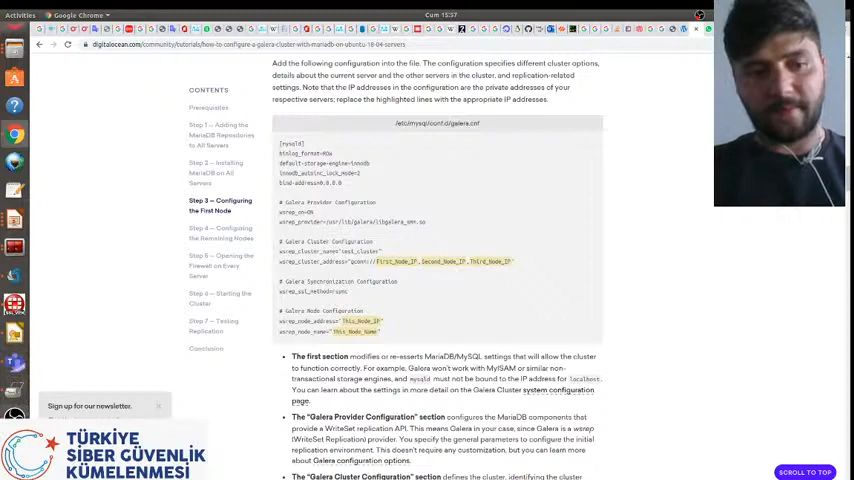 Activities
Google Chrome
Cum 15:37
digitalocean.com/community/tutorials/how-to-configure-a-galera-cluster-with-mariadb-on-ubuntu-18-04-servers
Add the following configuration into the file. The configuration specifies different cluster options,
details about the current server and the other servers in the cluster, and replication-related
settings. Note that the IP addresses in the configuration are the private addresses of your
respective servers; replace the highlighted lines with the appropriate IP addresses.
CONTENTS
Prerequisites
Step 1 — Adding the
MariaDB Repositories
to All Servers
Step 2 — Installing
MariaDB on All
Servers
Step 3 — Configuring
the First Node
Step 4 — Configuring
the Remaining Nodes
Step 5 — Opening the
Firewall on Every
Server
Step 6 — Starting the
Cluster
Step 7 — Testing
Replication
Conclusion
/etc/mysql/conf.d/galera.cnf
[mysqld]
binlog_format=ROW
default-storage-engine=innodb
innodb_autoinc_lock_mode=2
bind-address=0.0.0.0
# Galera Provider Configuration
wsrep_on=ON
wsrep_provider=/usr/lib/galera/libgalera_smm.so
# Galera Cluster Configuration
wsrep_cluster_name="test_cluster"
wsrep_cluster_address="gcomm://First_Node_IP,Second_Node_IP,Third_Node_IP"
# Galera Synchronization Configuration
wsrep_sst_method=rsync
# Galera Node Configuration
wsrep_node_address="This_Node_IP"
wsrep_node_name="This_Node_Name"
The first section modifies or re-asserts MariaDB/MySQL settings that will allow the cluster
to function correctly. For example, Galera won't work with MyISAM or similar non-
transactional storage engines, and mysqld must not be bound to the IP address for localhost.
You can learn about the settings in more detail on the Galera Cluster system configuration
page.
The "Galera Provider Configuration" section configures the MariaDB components that
provide a WriteSet replication API. This means Galera in your case, since Galera is a wsrep
(WriteSet Replication) provider. You specify the general parameters to configure the initial
replication environment. This doesn't require any customization, but you can learn more
about Galera configuration options.
The "Galera Cluster Configuration" section defines the cluster, identifying the cluster
Sign up for our newsletter.
TÜRKİYE
SİBER GÜVENLİK
KÜMELENMESİ
SCROLL TO TOP